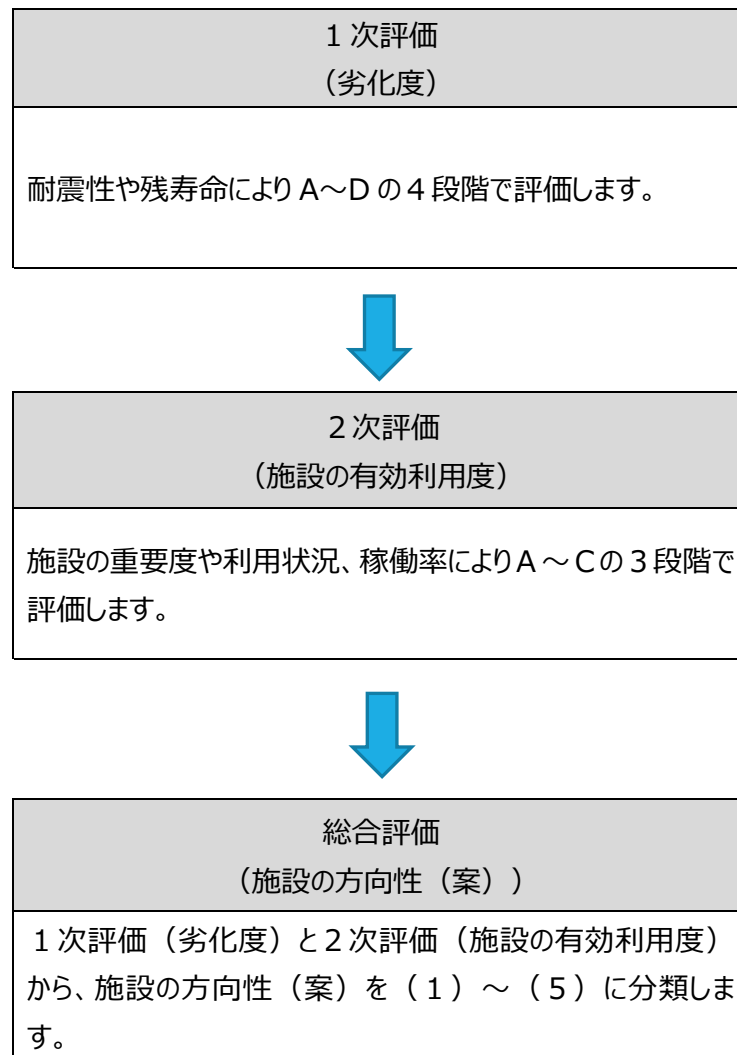 １次評価
（劣化度）
耐震性や残寿命により A～D の４段階で評価します。
２次評価
（施設の有効利用度）
施設の重要度や利用状況、稼働率によりＡ～Ｃの３段階で
評価します。
総合評価
（施設の方向性（案））
１次評価（劣化度）と２次評価（施設の有効利用度）
から、施設の方向性（案）を（１）～（５）に分類しま
す。